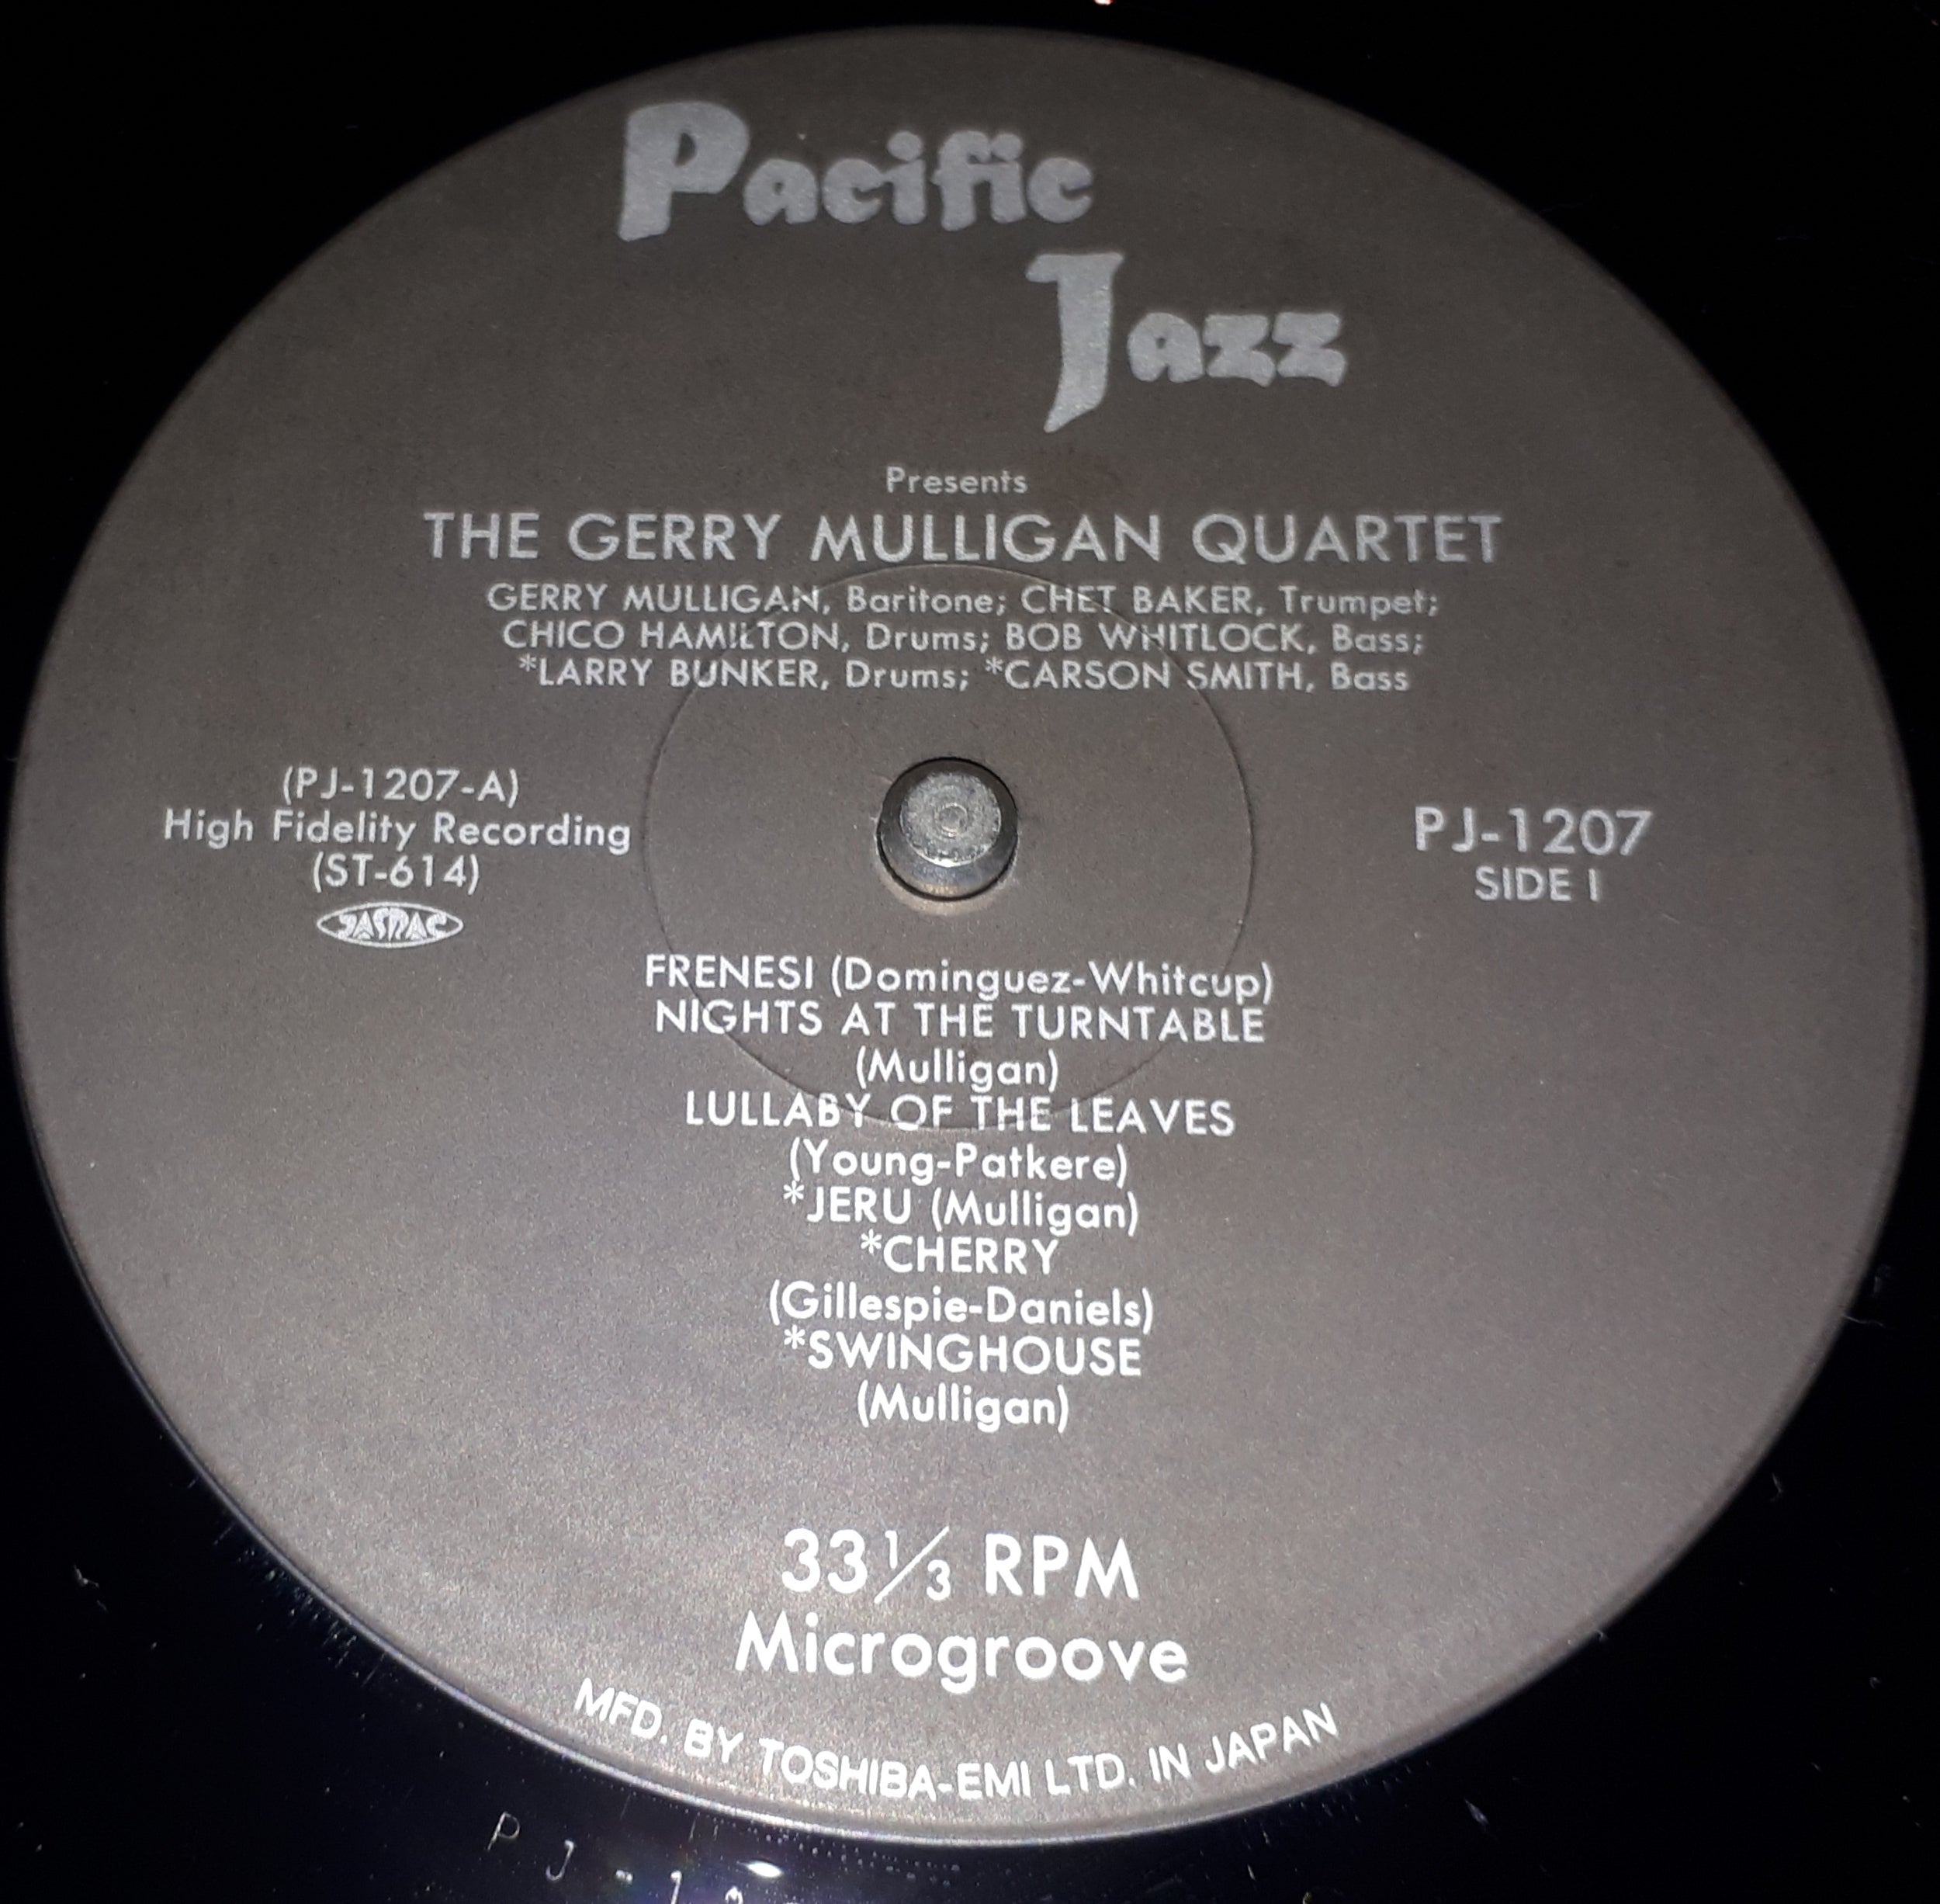 Pacific
Jazz
Presents
THE GERRY MULLIGAN QUARTET
GERRY MULLIGAN, Baritone; CHET BAKER, Trumpet;
CHICO HAMILTON, Drums; BOB WHITLOCK, Bass;
*LARRY BUNKER, Drums; *CARSON SMITH, Bass
(PJ-1207-A)
High Fidelity Recording
(ST-614)
JASRAC
PJ-1207
SIDE 1
FRENESI (Dominguez-Whitcup)
NIGHTS AT THE TURNTABLE
(Mulligan)
LULLABY OF THE LEAVES
(Young-Patkere)
*JERU (Mulligan)
*CHERRY
(Gillespie-Daniels)
*SWINGHOUSE
(Mulligan)
33 1/3 RPM
Microgroove
MFD. BY TOSHIBA-EMI LTD. IN JAPAN